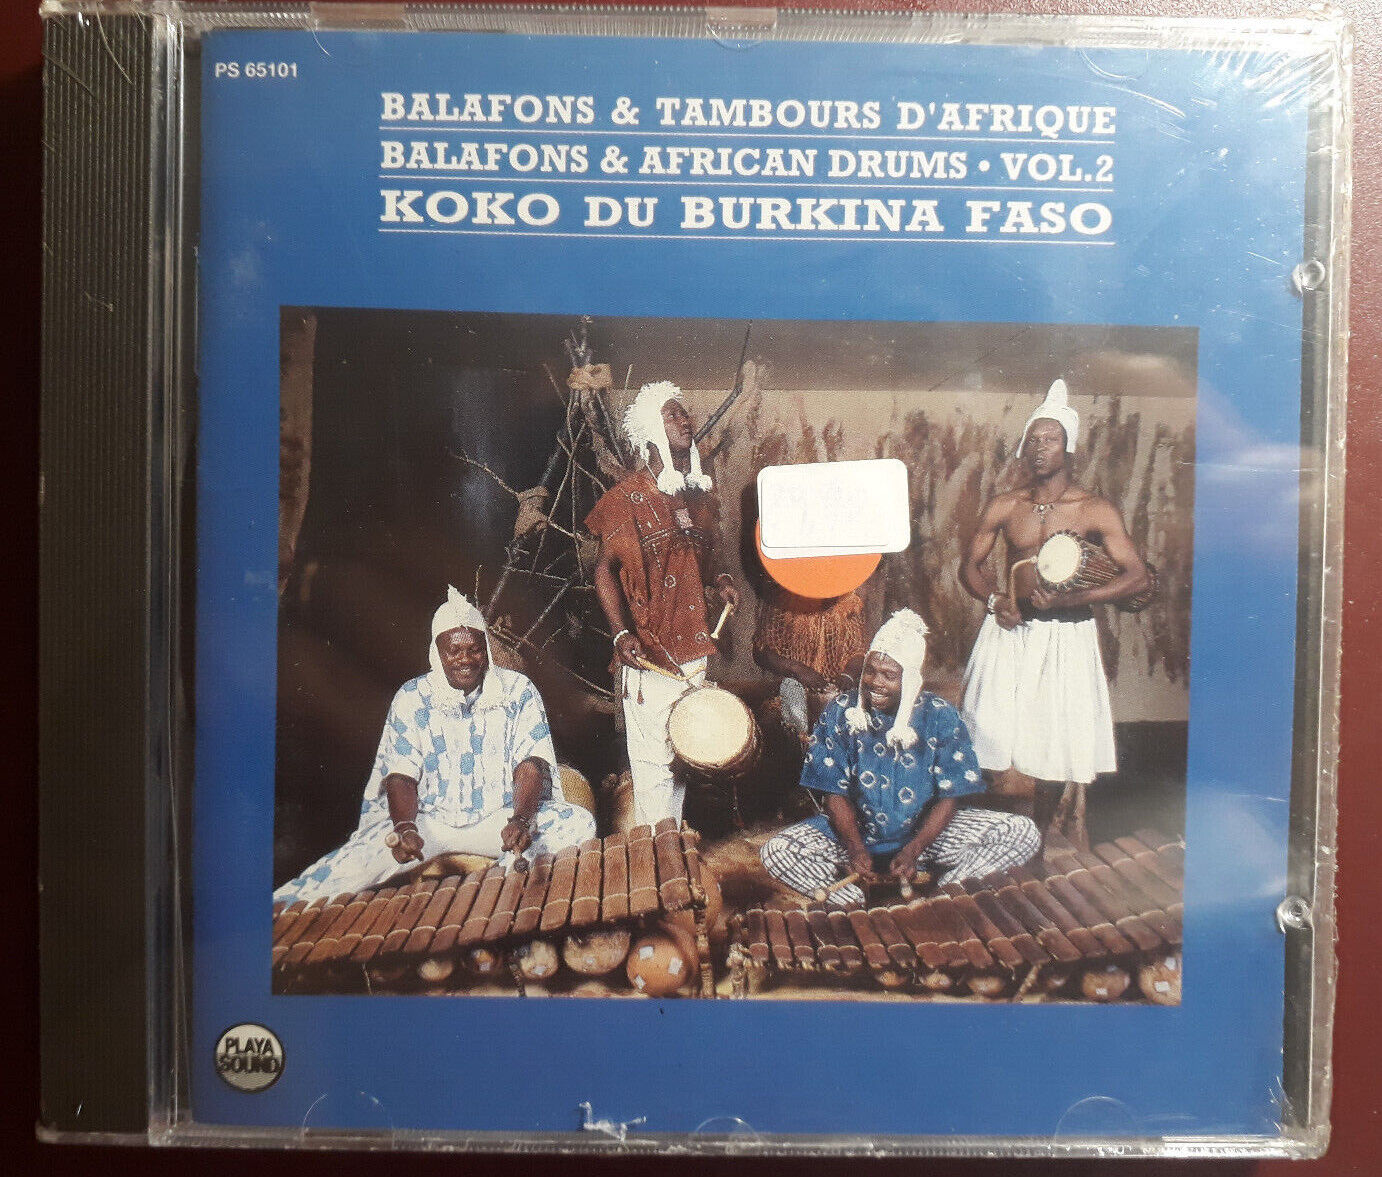 PS 65101
BALAFONS & TAMBOURS D'AFRIQUE
BALAFONS & AFRICAN DRUMS • VOL.2
KOKO DU BURKINA FASO
PLAYA
SOUND